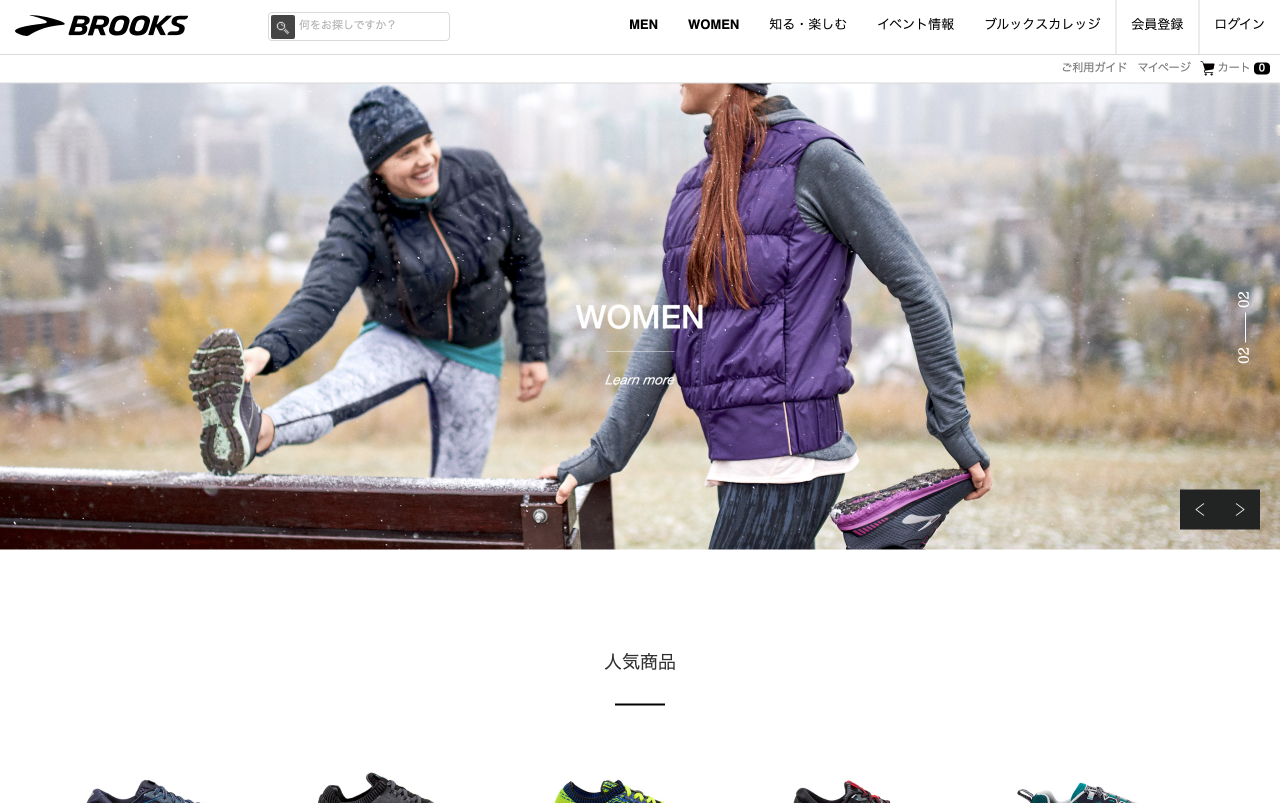 BROOKS
何をお探しですか？
MEN
WOMEN
知る・楽しむ
イベント情報
ブルックスカレッジ
会員登録
ログイン
ご利用ガイド
マイページ
カート 0
WOMEN
Learn more
02
02
人気商品